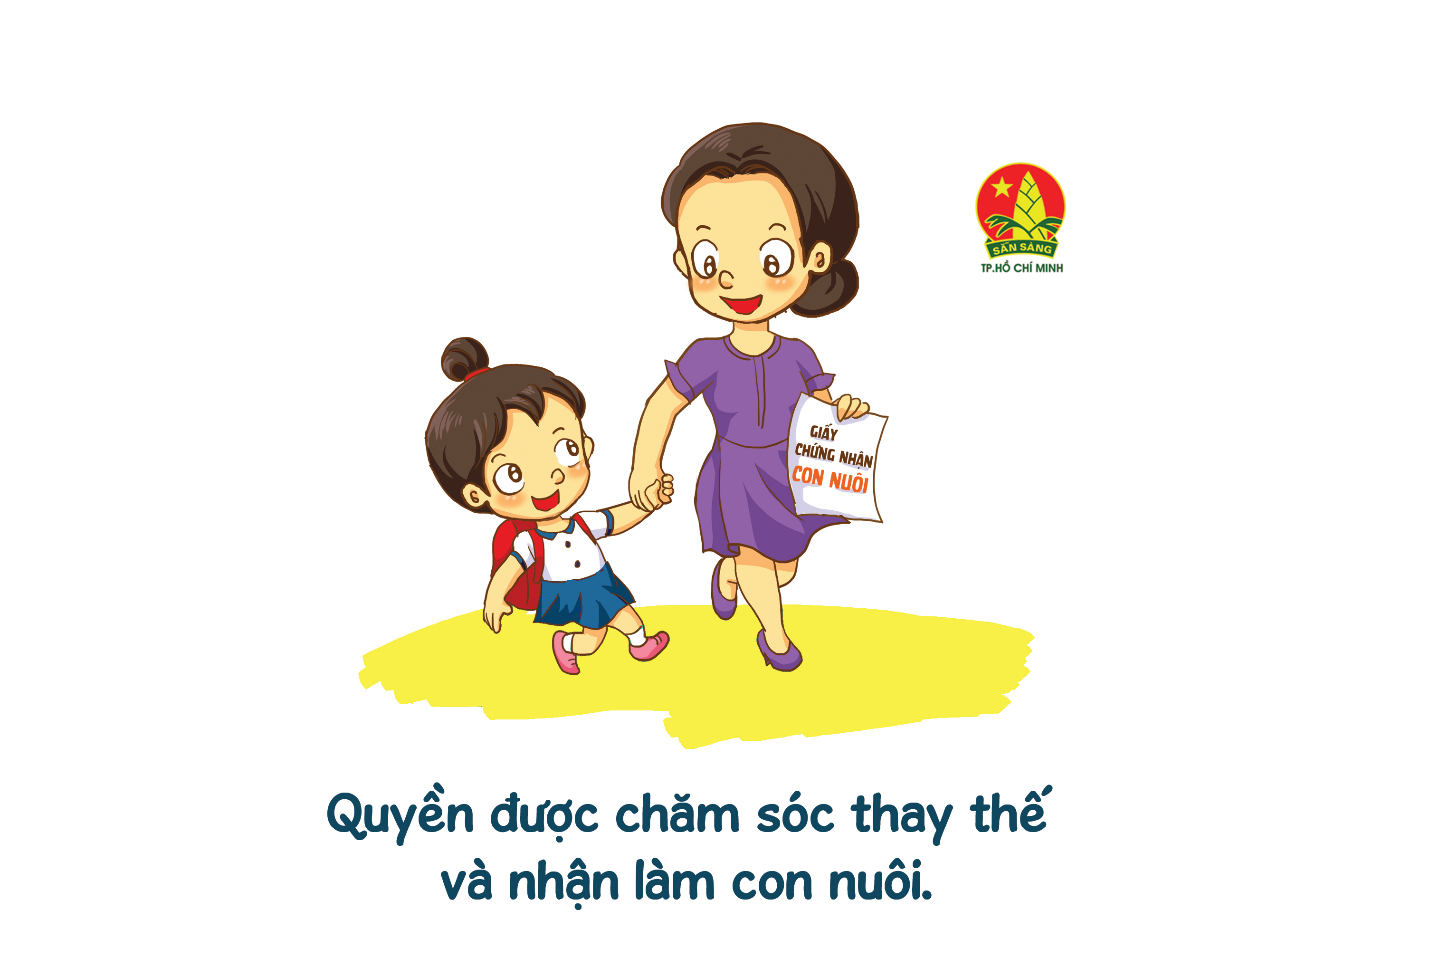 SẴN SÀNG
TP.HỒ CHÍ MINH
GIẤY
CHỨNG NHẬN
CON NUÔI
Quyền được chăm sóc thay thế
và nhận làm con nuôi.